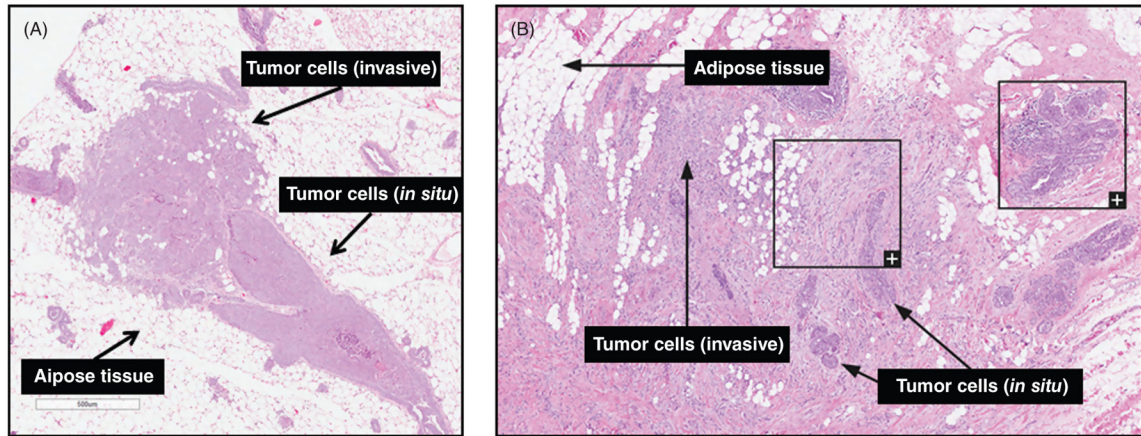 (A)
Tumor cells (invasive)
Tumor cells (in situ)
Aipose tissue
500um
(B)
Adipose tissue
+
+
Tumor cells (invasive)
Tumor cells (in situ)